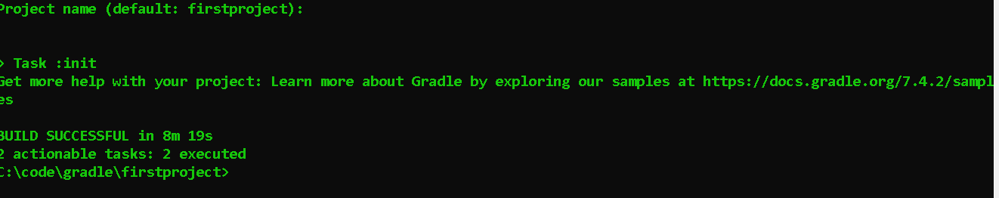 Project name (default: firstproject):
> Task :init
Get more help with your project: Learn more about Gradle by exploring our samples at https://docs.gradle.org/7.4.2/sampl
es
BUILD SUCCESSFUL in 8m 19s
2 actionable tasks: 2 executed
C:\code\gradle\firstproject>